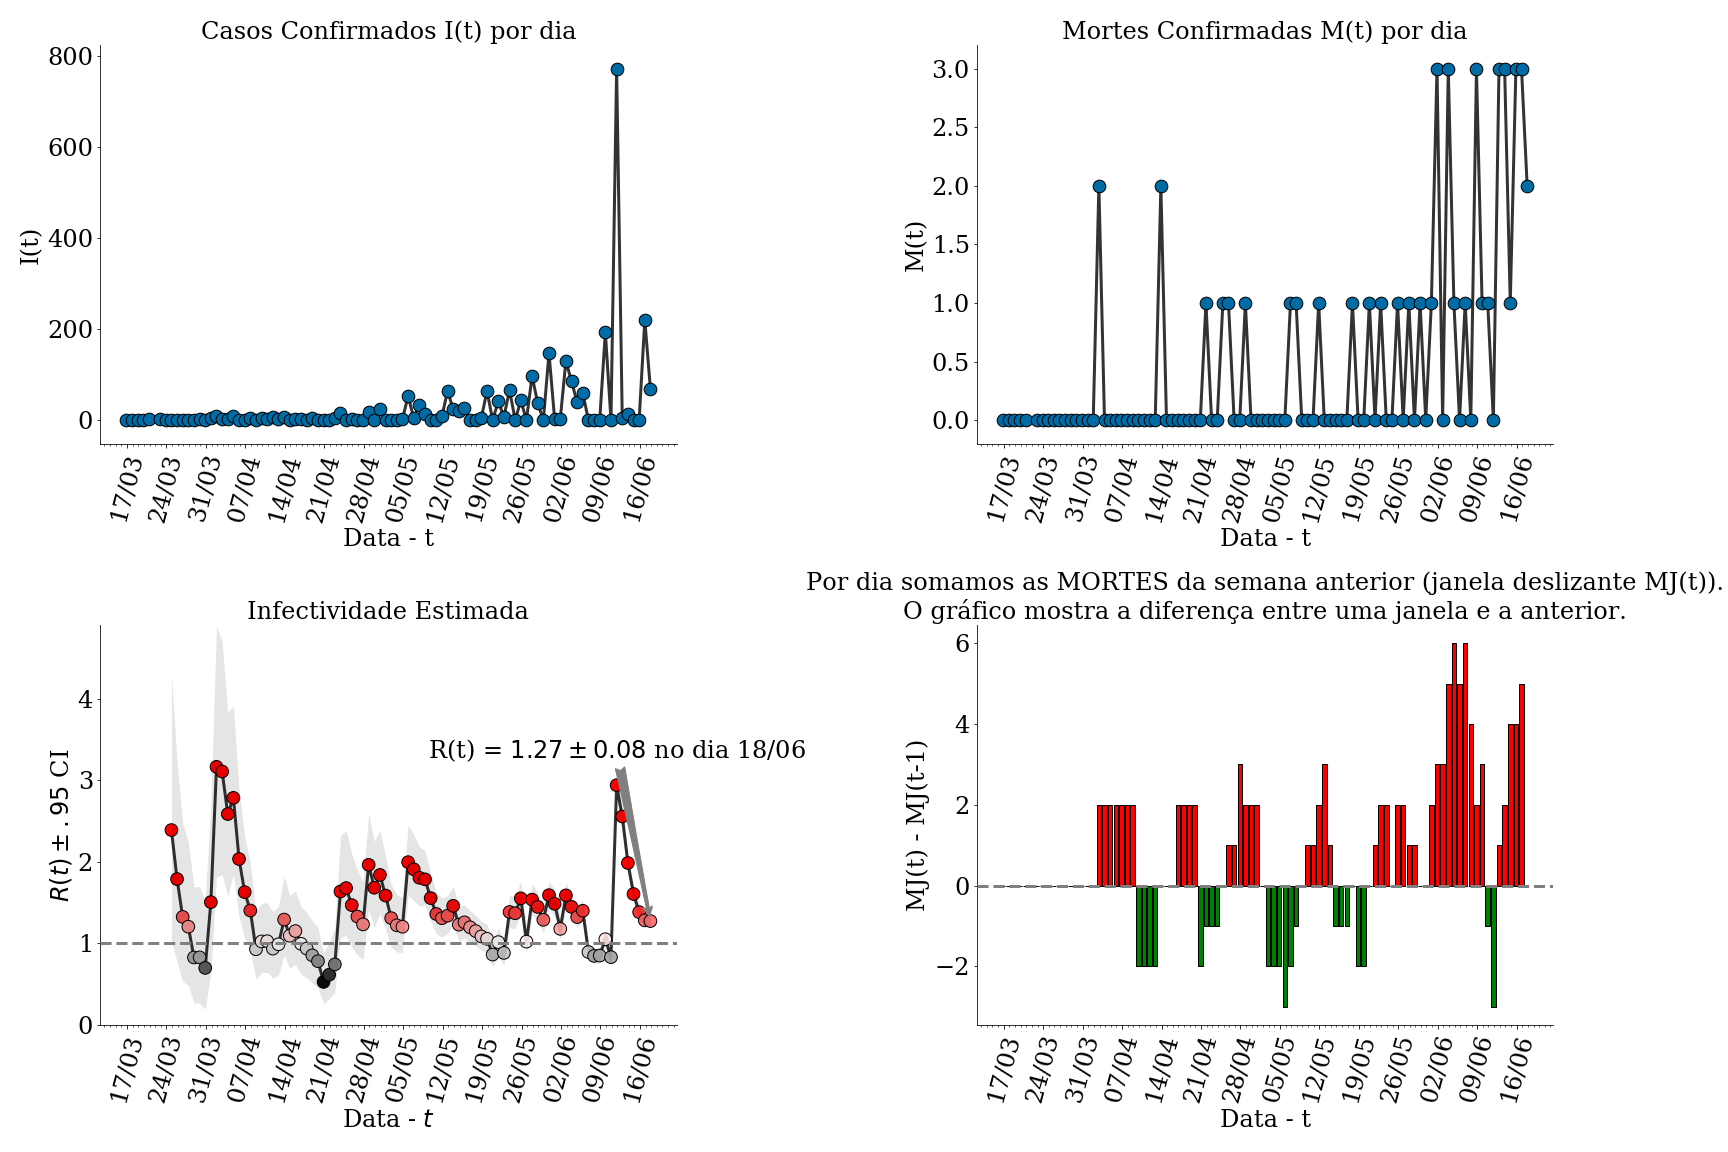 Casos Confirmados I(t) por dia
800
600
400
200
0
I(t)
17/03 24/03 31/03 07/04 14/04 21/04 28/04 05/05 12/05 19/05 26/05 02/06 09/06 16/06
Data - t
Mortes Confirmadas M(t) por dia
3.0
2.5
2.0
1.5
1.0
0.5
0.0
M(t)
17/03 24/03 31/03 07/04 14/04 21/04 28/04 05/05 12/05 19/05 26/05 02/06 09/06 16/06
Data - t
Infectividade Estimada
4
3
2
1
0
R(t) ± .95 CI
R(t) = 1.27 ± 0.08 no dia 18/06
17/03 24/03 31/03 07/04 14/04 21/04 28/04 05/05 12/05 19/05 26/05 02/06 09/06 16/06
Data - t
Por dia somamos as MORTES da semana anterior (janela deslizante MJ(t)).
O gráfico mostra a diferença entre uma janela e a anterior.
6
4
2
0
−2
MJ(t) - MJ(t-1)
17/03 24/03 31/03 07/04 14/04 21/04 28/04 05/05 12/05 19/05 26/05 02/06 09/06 16/06
Data - t